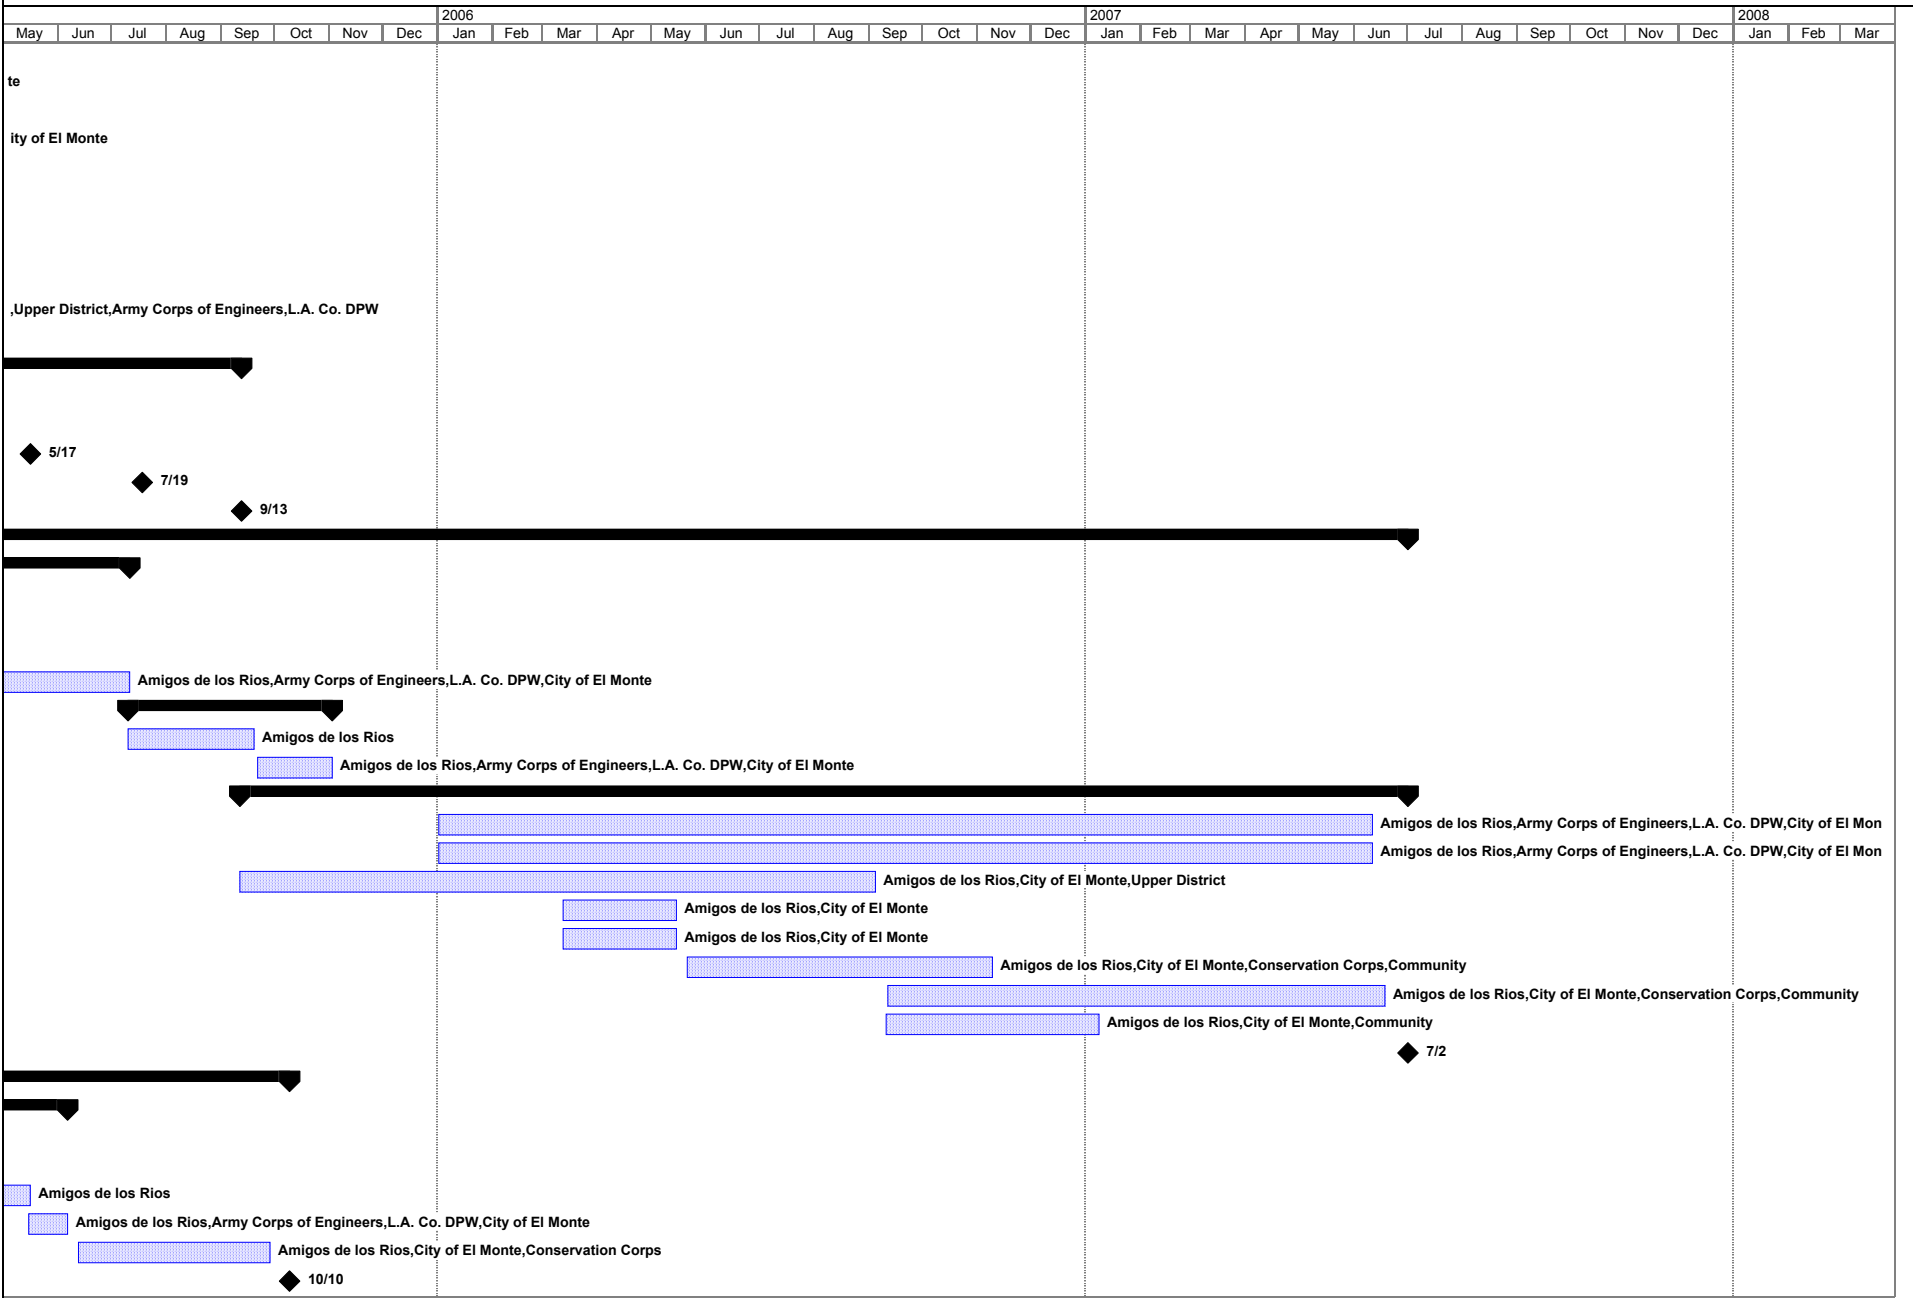 2006 2007 2008
May Jun Jul Aug Sep Oct Nov Dec Jan Feb Mar Apr May Jun Jul Aug Sep Oct Nov Dec Jan Feb Mar Apr May Jun Jul Aug Sep Oct Nov Dec Jan Feb Mar
te
ity of El Monte
,Upper District,Army Corps of Engineers,L.A. Co. DPW
5/17
7/19
9/13
Amigos de los Rios,Army Corps of Engineers,L.A. Co. DPW,City of El Monte
Amigos de los Rios
Amigos de los Rios,Army Corps of Engineers,L.A. Co. DPW,City of El Monte
Amigos de los Rios,Army Corps of Engineers,L.A. Co. DPW,City of El Mon
Amigos de los Rios,Army Corps of Engineers,L.A. Co. DPW,City of El Mon
Amigos de los Rios,City of El Monte,Upper District
Amigos de los Rios,City of El Monte
Amigos de los Rios,City of El Monte
Amigos de los Rios,City of El Monte,Conservation Corps,Community
Amigos de los Rios,City of El Monte,Conservation Corps,Community
Amigos de los Rios,City of El Monte,Community
7/2
Amigos de los Rios
Amigos de los Rios,Army Corps of Engineers,L.A. Co. DPW,City of El Monte
Amigos de los Rios,City of El Monte,Conservation Corps
10/10